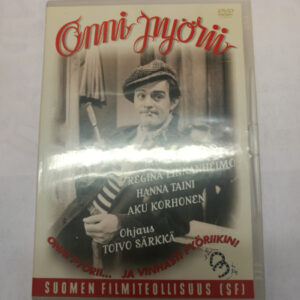 DVD
Onni pyörii
REGINA LINNANHEIMO
HANNA TAINI
AKU KORHONEN
Ohjaus
TOIVO SÄRKKÄ
ONNI PYÖRII... JA VINHASTI PYÖRIIKIN!
SUOMEN FILMITEOLLISUUS (SF)